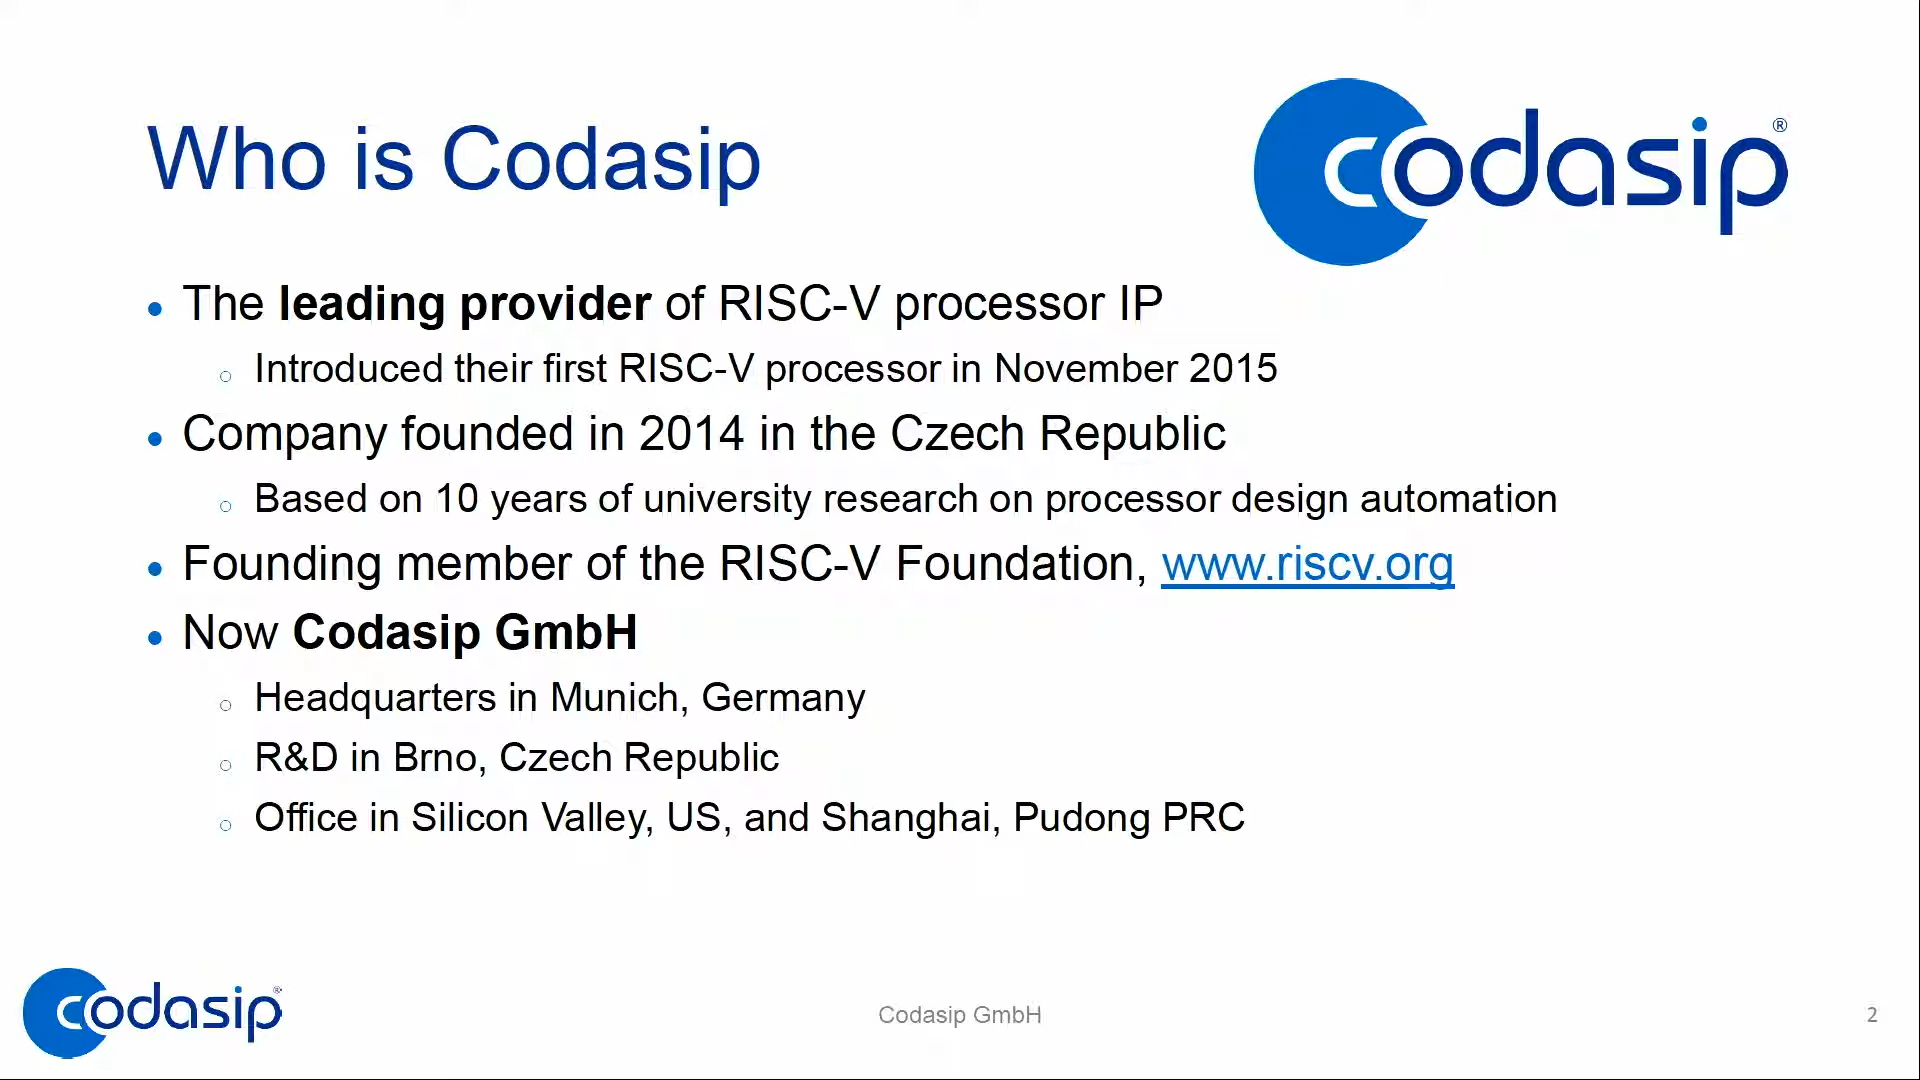 Who is Codasip
codasip®
The leading provider of RISC-V processor IP
Introduced their first RISC-V processor in November 2015
Company founded in 2014 in the Czech Republic
Based on 10 years of university research on processor design automation
Founding member of the RISC-V Foundation, www.riscv.org
Now Codasip GmbH
Headquarters in Munich, Germany
R&D in Brno, Czech Republic
Office in Silicon Valley, US, and Shanghai, Pudong PRC
codasip®
Codasip GmbH
2